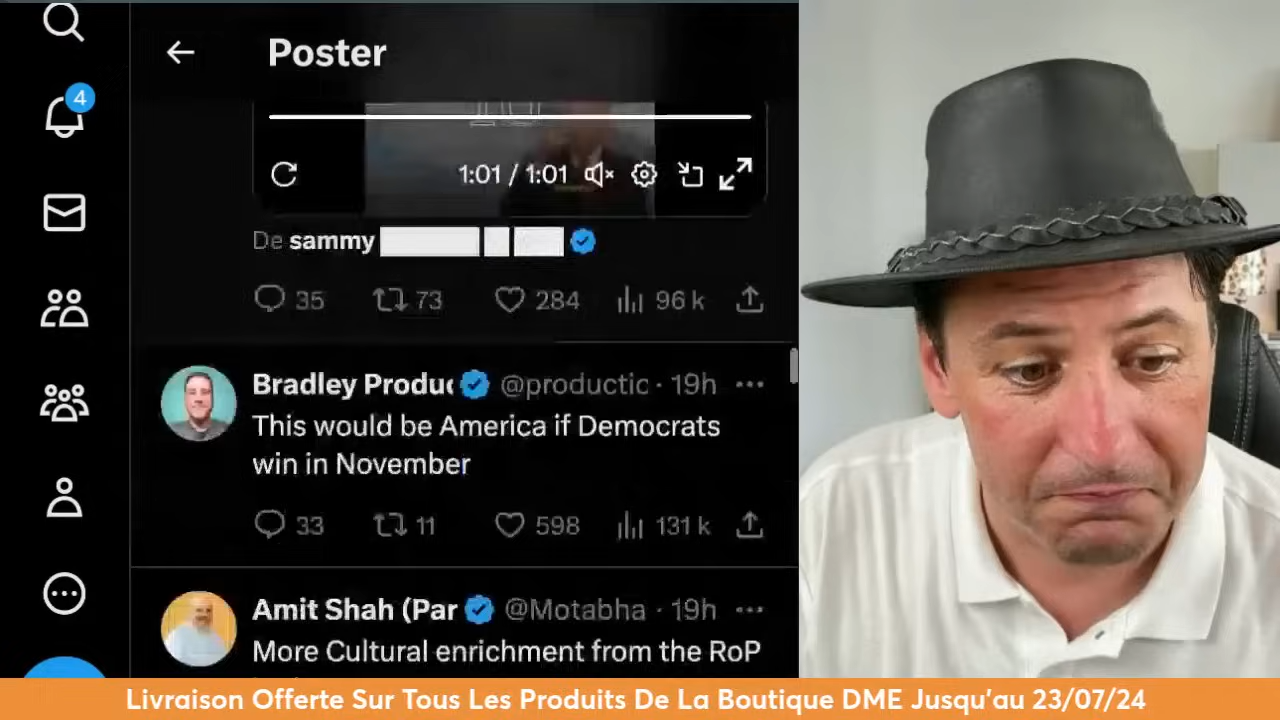 4
Poster
1:01 / 1:01
De sammy
35 73 284 96 k
Bradley Produc @productic · 19h
This would be America if Democrats
win in November
33 11 598 131 k
Amit Shah (Par @Motabha · 19h
More Cultural enrichment from the RoP
Livraison Offerte Sur Tous Les Produits De La Boutique DME Jusqu'au 23/07/24